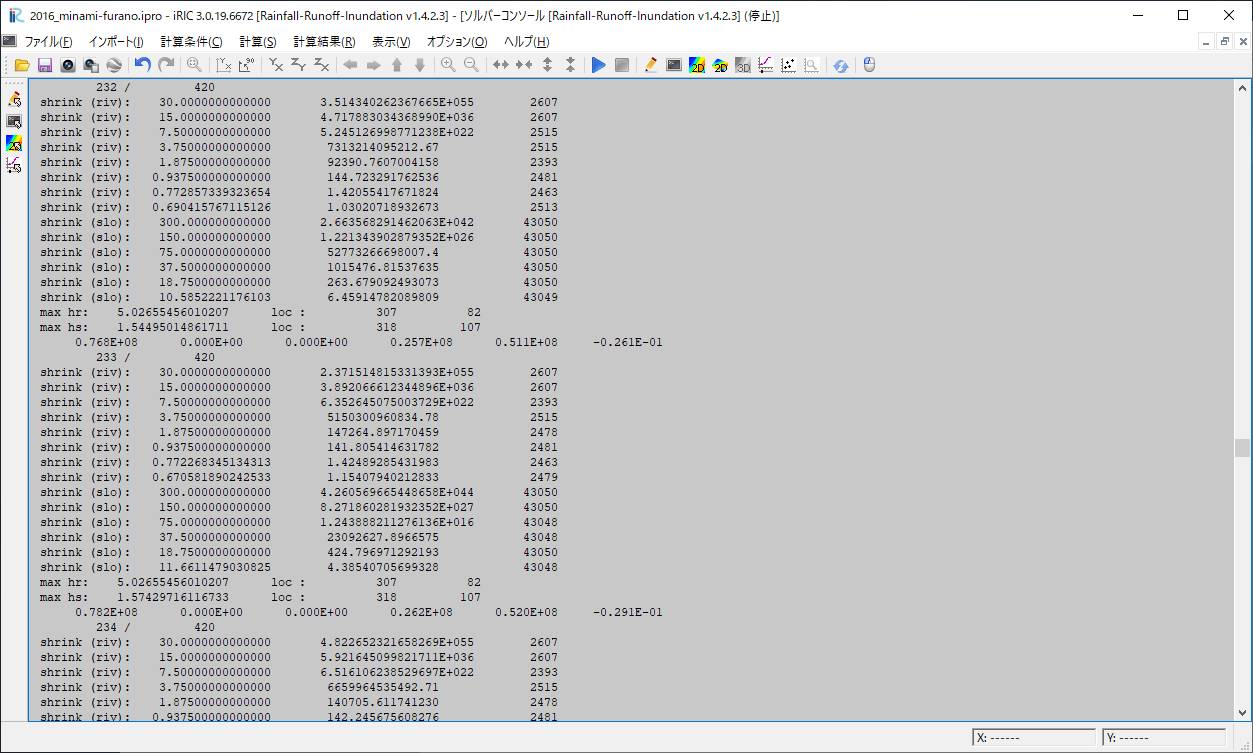 2016_minami-furano.ipro - iRIC 3.0.19.6672 [Rainfall-Runoff-Inundation v1.4.2.3] - [ソルバーコンソール [Rainfall-Runoff-Inundation v1.4.2.3] (停止)]
ファイル(F) インポート(I) 計算条件(C) 計算(S) 計算結果(R) 表示(V) オプション(O) ヘルプ(H)
232 / 420
shrink (riv): 30.0000000000000 3.514340262367665E+055 2607
shrink (riv): 15.0000000000000 4.717883034368990E+036 2607
shrink (riv): 7.50000000000000 5.245126998771238E+022 2515
shrink (riv): 3.75000000000000 7313214095212.67 2515
shrink (riv): 1.87500000000000 92390.7607004158 2393
shrink (riv): 0.937500000000000 144.723291762536 2481
shrink (riv): 0.772857339323654 1.42055417671824 2463
shrink (riv): 0.690415767115126 1.03020718932673 2513
shrink (slo): 300.000000000000 2.663568291462063E+042 43050
shrink (slo): 150.000000000000 1.221343902879352E+026 43050
shrink (slo): 75.0000000000000 52773266698007.4 43050
shrink (slo): 37.5000000000000 1015476.81537635 43050
shrink (slo): 18.7500000000000 263.679092493073 43050
shrink (slo): 10.5852221176103 6.45914782089809 43049
max hr: 5.02655456010207 loc : 307 82
max hs: 1.54495014861711 loc : 318 107
0.768E+08 0.000E+00 0.000E+00 0.257E+08 0.511E+08 -0.261E-01
233 / 420
shrink (riv): 30.0000000000000 2.371514815331393E+055 2607
shrink (riv): 15.0000000000000 3.892066612344896E+036 2607
shrink (riv): 7.50000000000000 6.352645075003729E+022 2393
shrink (riv): 3.75000000000000 5150300960834.78 2515
shrink (riv): 1.87500000000000 147264.897170459 2478
shrink (riv): 0.937500000000000 141.805414631782 2481
shrink (riv): 0.772268345134313 1.42489285431983 2463
shrink (riv): 0.670581890242533 1.15407940212833 2479
shrink (slo): 300.000000000000 4.260569665448658E+044 43050
shrink (slo): 150.000000000000 8.271860281932352E+027 43050
shrink (slo): 75.0000000000000 1.243888211276136E+016 43048
shrink (slo): 37.5000000000000 23092627.8966575 43048
shrink (slo): 18.7500000000000 424.796971292193 43050
shrink (slo): 11.6611479030825 4.38540705699328 43048
max hr: 5.02655456010207 loc : 307 82
max hs: 1.57429716116733 loc : 318 107
0.782E+08 0.000E+00 0.000E+00 0.262E+08 0.520E+08 -0.291E-01
234 / 420
shrink (riv): 30.0000000000000 4.822652321658269E+055 2607
shrink (riv): 15.0000000000000 5.921645099821711E+036 2607
shrink (riv): 7.50000000000000 6.516106238529697E+022 2393
shrink (riv): 3.75000000000000 6659964535492.71 2515
shrink (riv): 1.87500000000000 140705.611741230 2478
shrink (riv): 0.937500000000000 142.245675608276 2481
X: ------ Y: ------